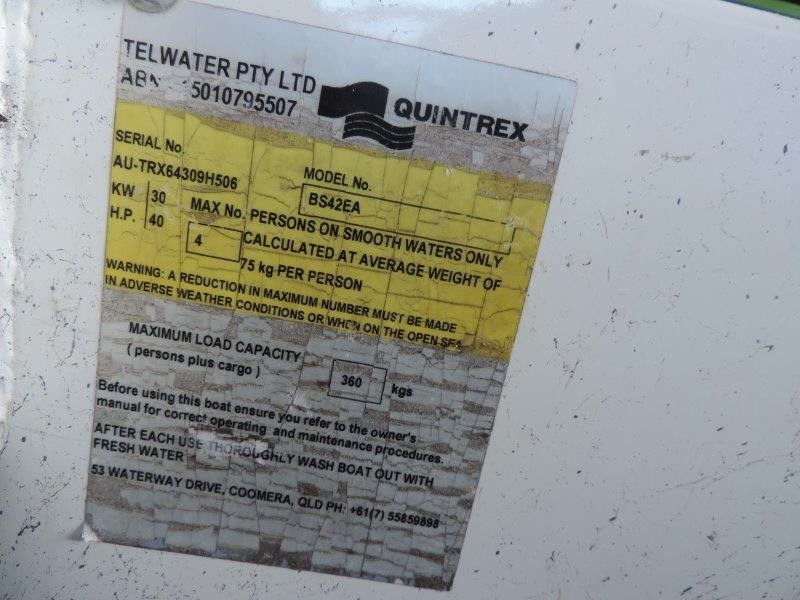 TELWATER PTY LTD
ABN 5010795507
QUINTREX
SERIAL No.
AU-TRX64309H506
MODEL No.
BS42EA
KW 30
H.P. 40
MAX No. PERSONS ON SMOOTH WATERS ONLY
4
CALCULATED AT AVERAGE WEIGHT OF
75 kg PER PERSON
WARNING: A REDUCTION IN MAXIMUM NUMBER MUST BE MADE
IN ADVERSE WEATHER CONDITIONS OR WHEN ON THE OPEN SEA
MAXIMUM LOAD CAPACITY
( persons plus cargo )
360 kgs
Before using this boat ensure you refer to the owner's
manual for correct operating and maintenance procedures.
AFTER EACH USE THOROUGHLY WASH BOAT OUT WITH
FRESH WATER
53 WATERWAY DRIVE, COOMERA, QLD PH: +61(7) 55859898